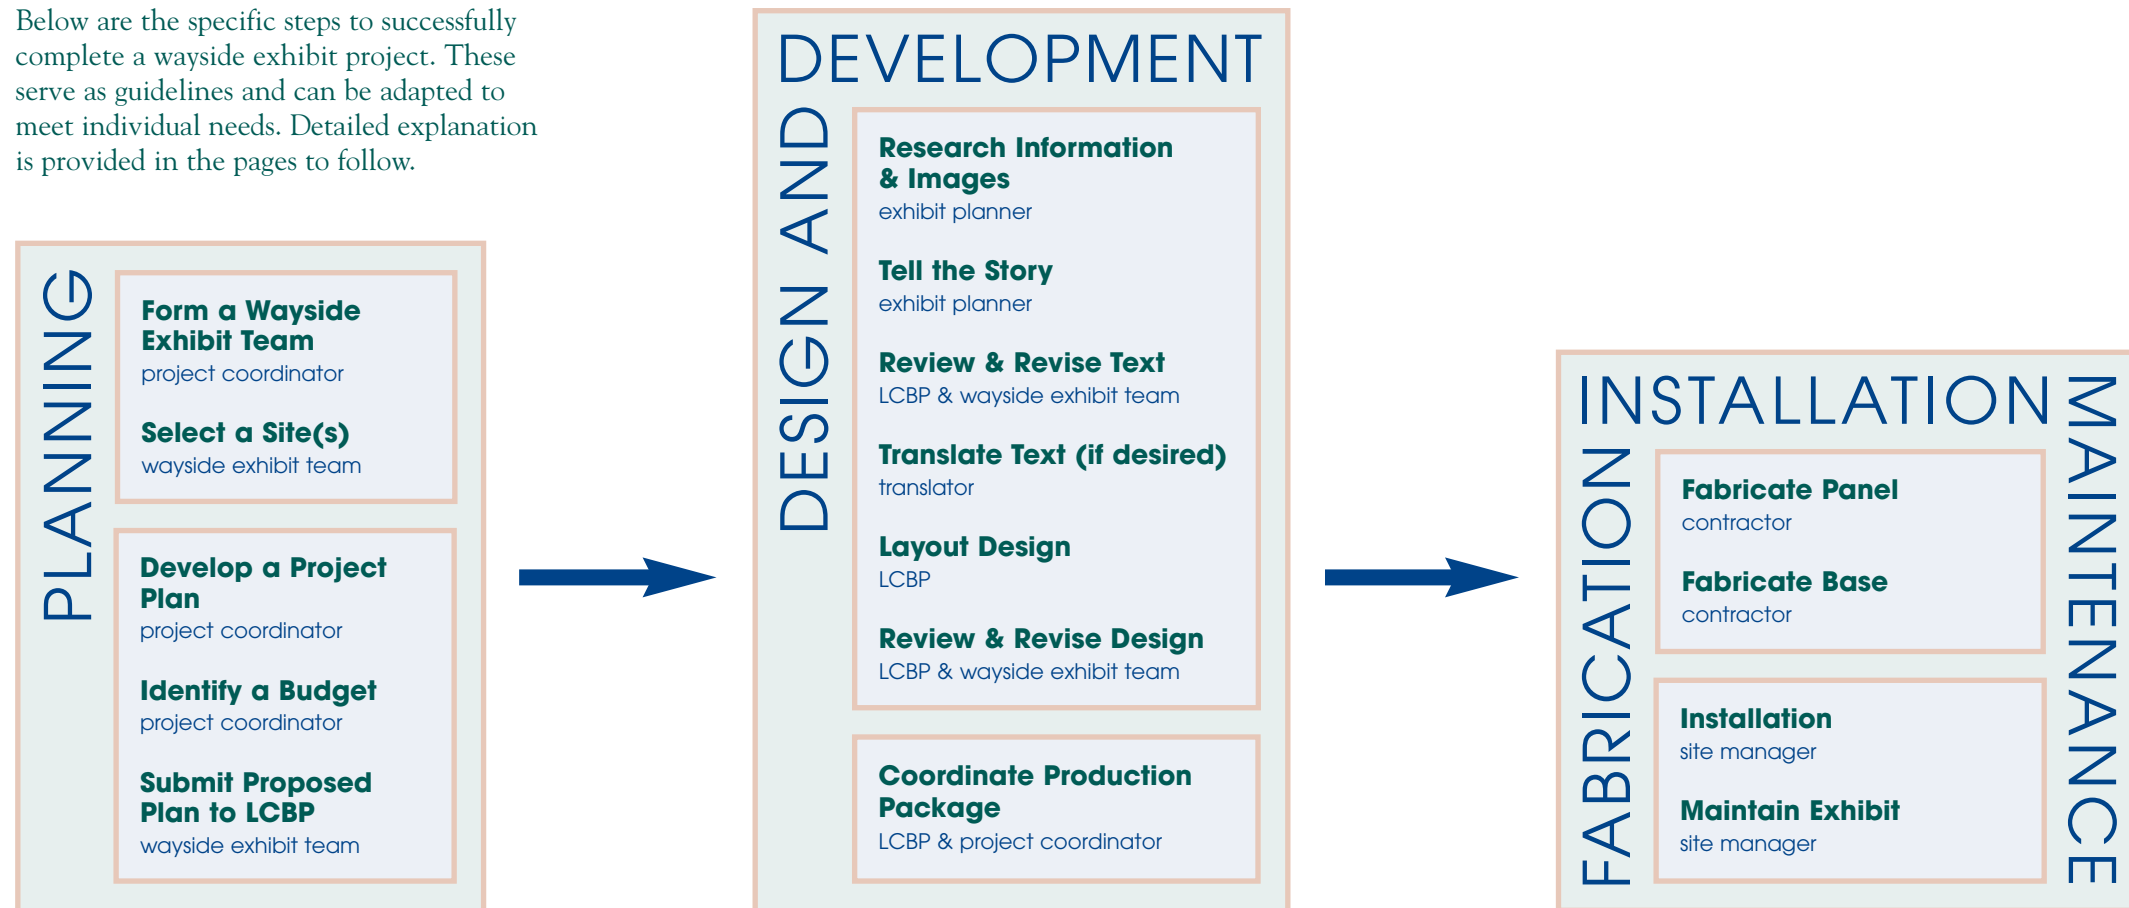 Below are the specific steps to successfully
complete a wayside exhibit project. These
serve as guidelines and can be adapted to
meet individual needs. Detailed explanation
is provided in the pages to follow.
PLANNING
Form a Wayside
Exhibit Team
project coordinator
Select a Site(s)
wayside exhibit team
Develop a Project
Plan
project coordinator
Identify a Budget
project coordinator
Submit Proposed
Plan to LCBP
wayside exhibit team
DESIGN AND
DEVELOPMENT
Research Information
& Images
exhibit planner
Tell the Story
exhibit planner
Review & Revise Text
LCBP & wayside exhibit team
Translate Text (if desired)
translator
Layout Design
LCBP
Review & Revise Design
LCBP & wayside exhibit team
Coordinate Production
Package
LCBP & project coordinator
FABRICATION
INSTALLATION
MAINTENANCE
Fabricate Panel
contractor
Fabricate Base
contractor
Installation
site manager
Maintain Exhibit
site manager